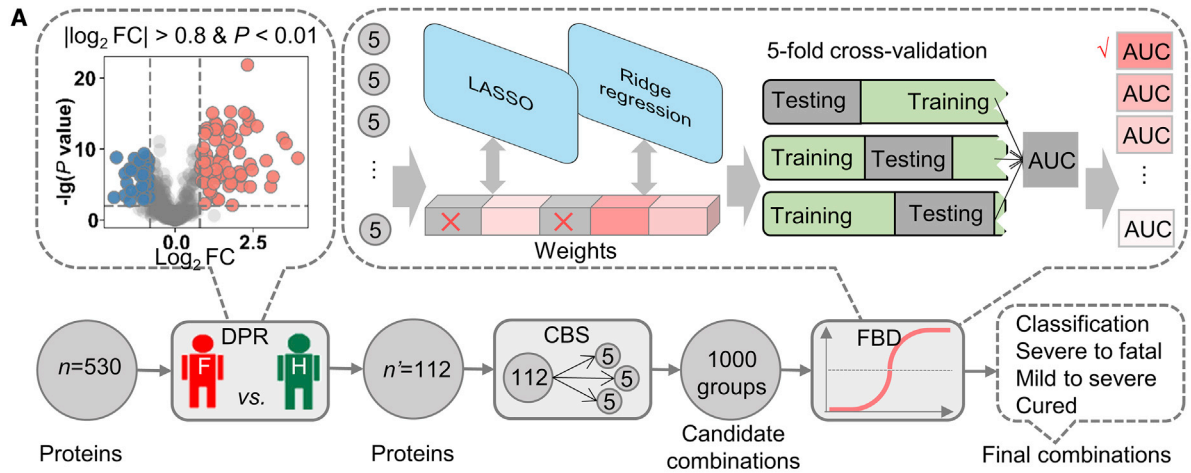 A
|log₂ FC| > 0.8 & P < 0.01
-lg(P value)
20
10
0
0.0
2.5
Log₂ FC
5
5
5
⋮
5
LASSO
Ridge
regression
Weights
5-fold cross-validation
Testing Training
Training Testing
Training Testing
AUC
√ AUC
AUC
AUC
⋮
AUC
n=530
Proteins
DPR
F H
vs.
n'=112
Proteins
CBS
112
5
5
5
1000
groups
Candidate
combinations
FBD
Classification
Severe to fatal
Mild to severe
Cured
Final combinations